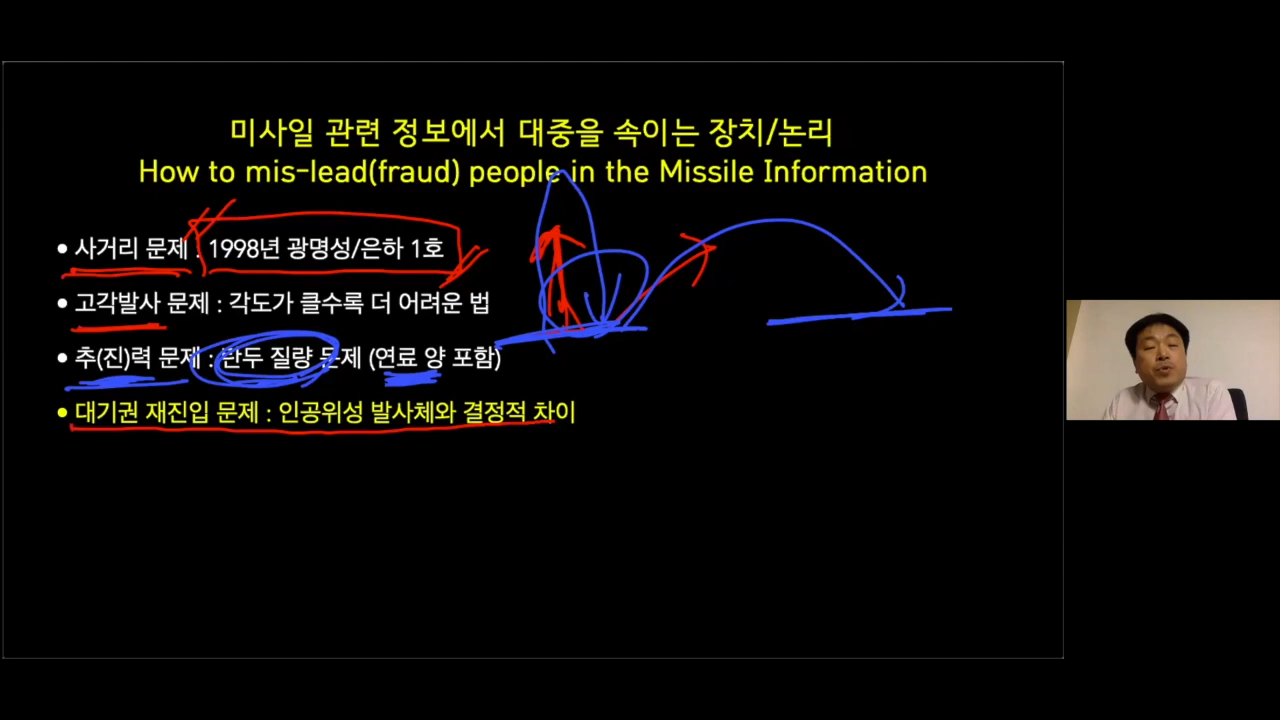 미사일 관련 정보에서 대중을 속이는 장치/논리
How to mis-lead(fraud) people in the Missile Information
• 사거리 문제 : 1998년 광명성/은하 1호
• 고각발사 문제 : 각도가 클수록 더 어려운 법
• 추(진)력 문제 : 탄두 질량 문제 (연료 양 포함)
• 대기권 재진입 문제 : 인공위성 발사체와 결정적 차이